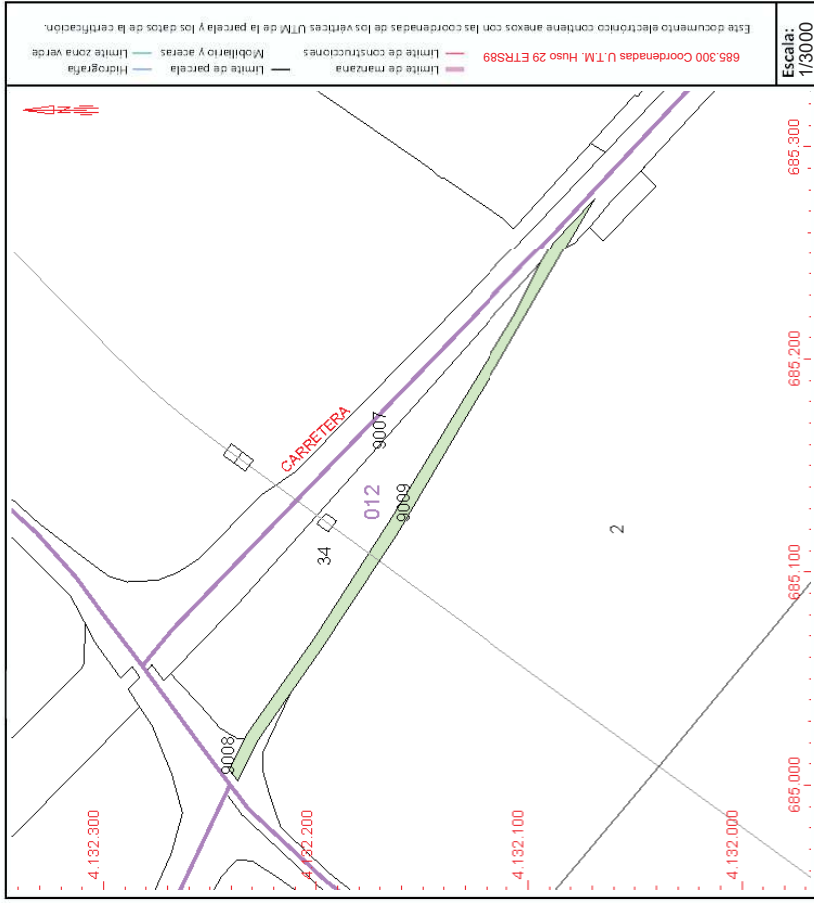 Escala:
1/3000
Este documento electrónico contiene anexos con las coordenadas de los vértices UTM de la parcela y los datos de la certificación.
685.300 Coordenadas U.T.M. Huso 29 ETRS89
Límite de manzana
Límite de construcciones
Límite de parcela
Mobiliario y aceras
Hidrografía
Límite zona verde
685.300
685.200
685.100
685.000
4.132.300
4.132.200
4.132.100
4.132.000
CARRETERA
9007
012
9009
34
2
9008